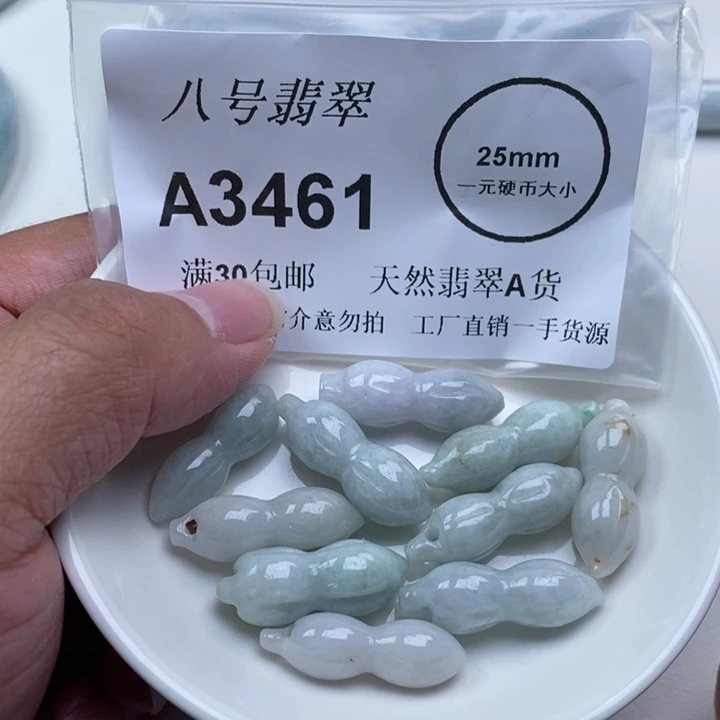 八号翡翠
A3461
25mm
一元硬币大小
满30包邮 天然翡翠A货
介意勿拍 工厂直销一手货源